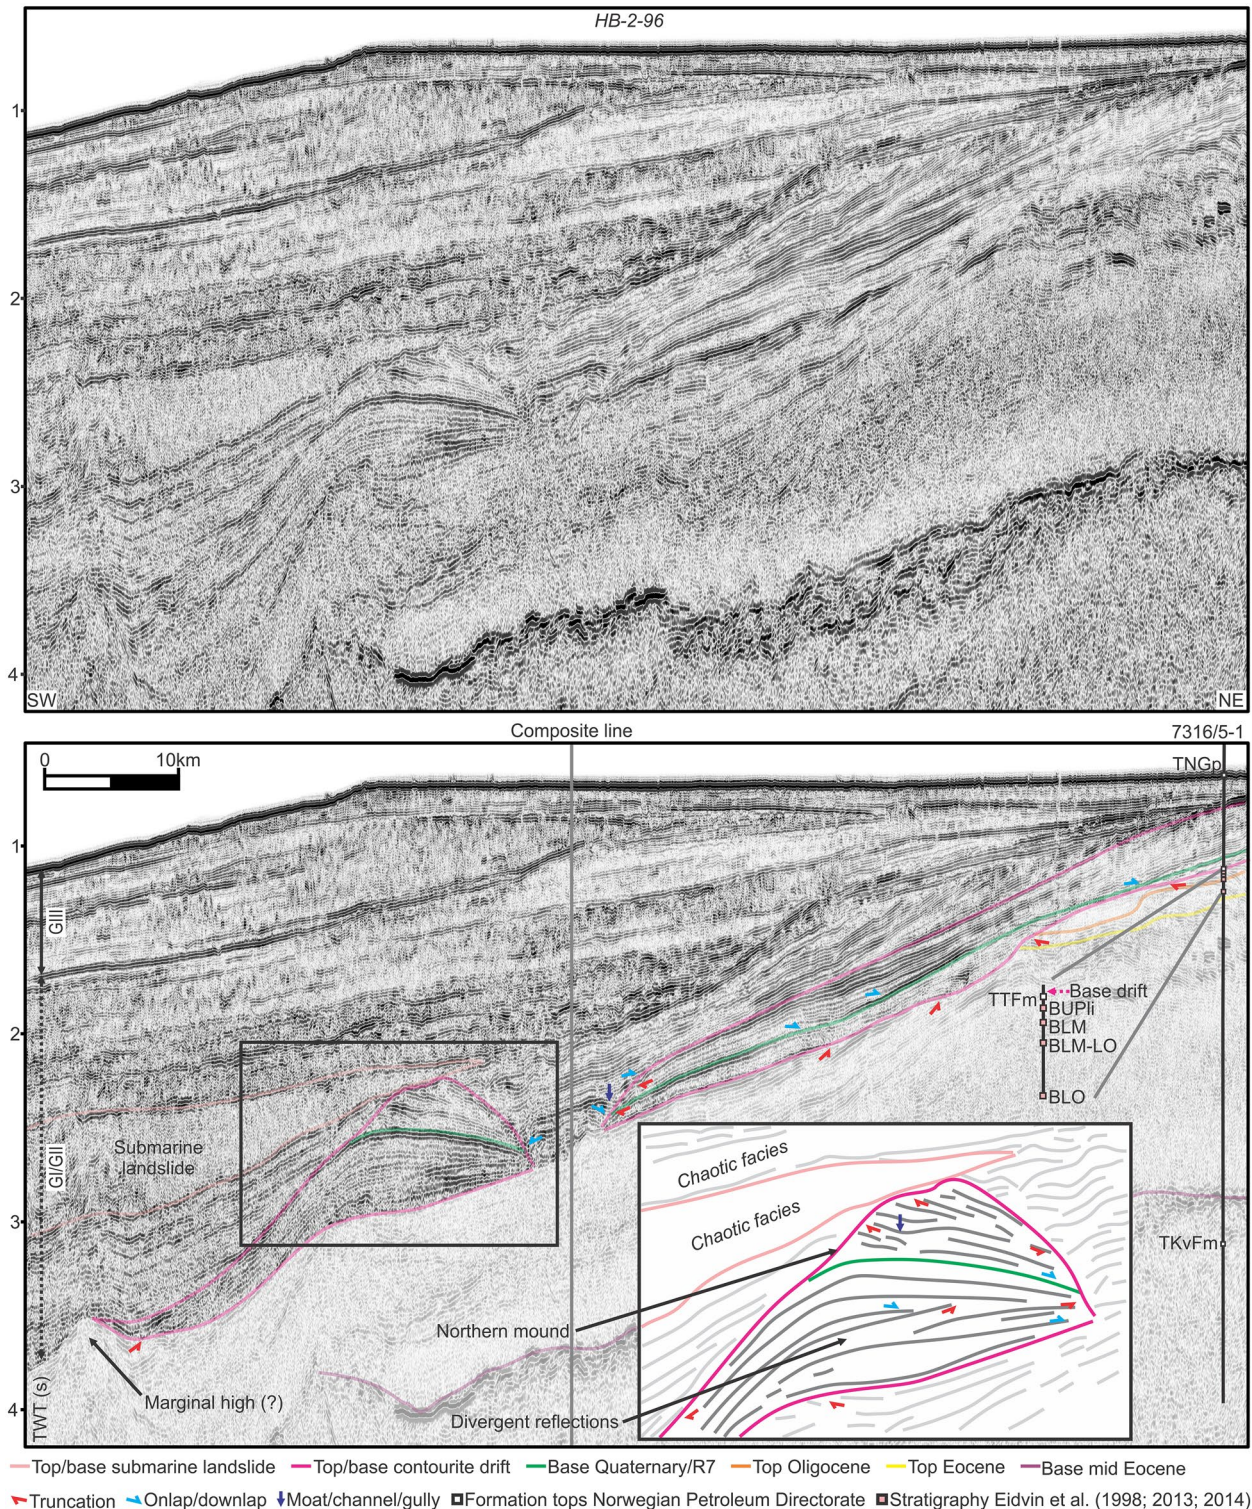 HB-2-96
1
2
3
4
SW
NE
Composite line
7316/5-1
0
10km
TNGp
1
GIII
2
TTFm
Base drift
BUPli
BLM
BLM-LO
BLO
Submarine
landslide
GI/GII
Chaotic facies
Chaotic facies
3
TKvFm
Northern mound
Marginal high (?)
Divergent reflections
4
TWT (s)
Top/base submarine landslide
Top/base contourite drift
Base Quaternary/R7
Top Oligocene
Top Eocene
Base mid Eocene
Truncation
Onlap/downlap
Moat/channel/gully
Formation tops Norwegian Petroleum Directorate
Stratigraphy Eidvin et al. (1998; 2013; 2014)